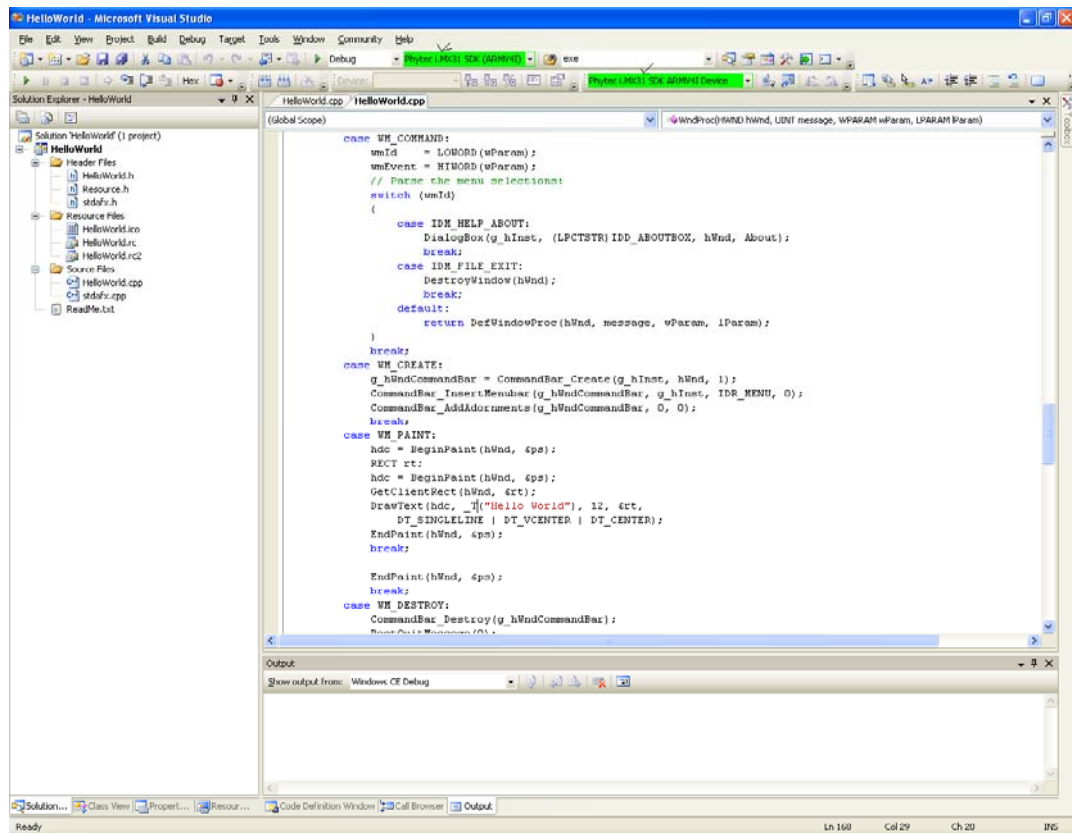 HelloWorld - Microsoft Visual Studio
File Edit View Project Build Debug Target Tools Window Community Help
Debug Phytec i.MX31 SDK (ARMV4I) exe
Hex Device: Phytec i.MX31 SDK ARMV4I Device
Solution Explorer - HelloWorld
HelloWorld.cpp HelloWorld.cpp
Toolbox
(Global Scope) WndProc(HWND hWnd, UINT message, WPARAM wParam, LPARAM lParam)
Solution 'HelloWorld' (1 project)
HelloWorld
Header Files
HelloWorld.h
Resource.h
stdafx.h
Resource Files
HelloWorld.ico
HelloWorld.rc
HelloWorld.rc2
Source Files
HelloWorld.cpp
stdafx.cpp
ReadMe.txt
case WM_COMMAND:
wmId = LOWORD(wParam);
wmEvent = HIWORD(wParam);
// Parse the menu selections:
switch (wmId)
{
case IDM_HELP_ABOUT:
DialogBox(g_hInst, (LPCTSTR)IDD_ABOUTBOX, hWnd, About);
break;
case IDM_FILE_EXIT:
DestroyWindow(hWnd);
break;
default:
return DefWindowProc(hWnd, message, wParam, lParam);
}
break;
case WM_CREATE:
g_hWndCommandBar = CommandBar_Create(g_hInst, hWnd, 1);
CommandBar_InsertMenubar(g_hWndCommandBar, g_hInst, IDR_MENU, 0);
CommandBar_AddAdornments(g_hWndCommandBar, 0, 0);
break;
case WM_PAINT:
hdc = BeginPaint(hWnd, &ps);
RECT rt;
hdc = BeginPaint(hWnd, &ps);
GetClientRect(hWnd, &rt);
DrawText(hdc, _T("Hello World"), 12, &rt,
DT_SINGLELINE | DT_VCENTER | DT_CENTER);
EndPaint(hWnd, &ps);
break;
EndPaint(hWnd, &ps);
break;
case WM_DESTROY:
CommandBar_Destroy(g_hWndCommandBar);
PostQuitMessage(0);
Output
Show output from: Windows CE Debug
Solution... Class View Propert... Resour... Code Definition Window Call Browser Output
Ready Ln 168 Col 29 Ch 20 INS